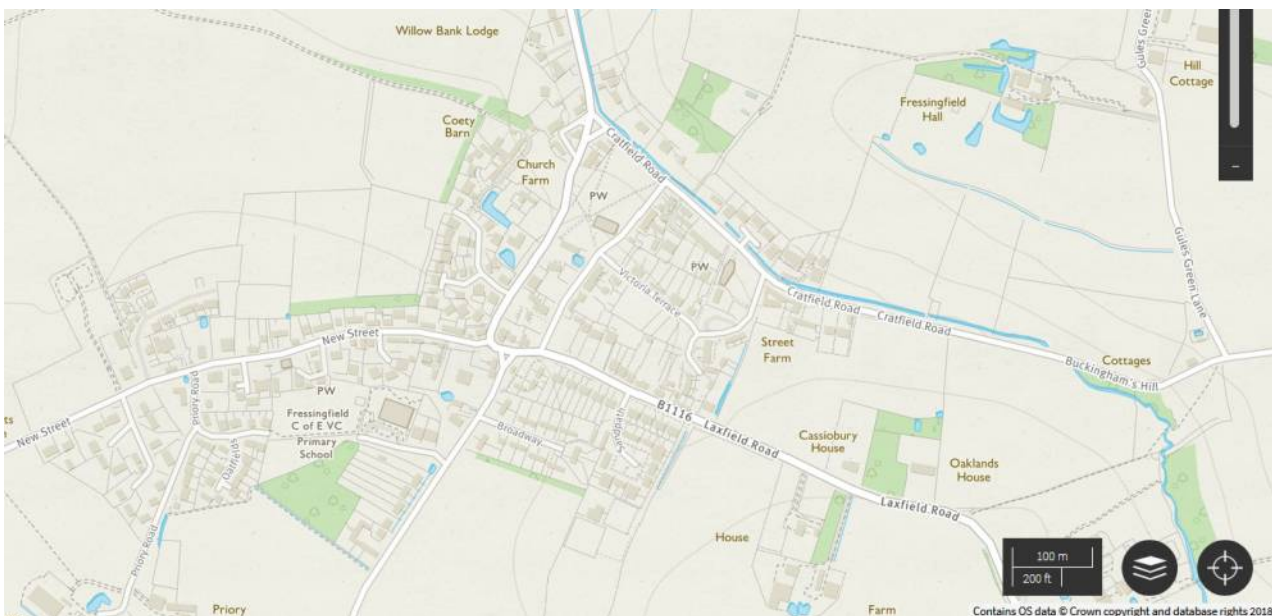 Willow Bank Lodge
Gules Green
Hill
Cottage
Fressingfield
Hall
Coety
Barn
Cratfield Road
Church
Farm
PW
Gules Green Lane
PW
Victoria Terrace
Cratfield Road
Cratfield Road
New Street
Street
Farm
Cottages
Buckingham's Hill
PW
Priory Road
Fressingfield
C of E VC
Primary
School
B1116
Laxfield Road
New Street
Broadway
Sandpath
Oatfields
Cassiobury
House
Oaklands
House
Laxfield Road
Priory Road
House
100 m
200 ft
Priory
Farm
Contains OS data © Crown copyright and database rights 2018